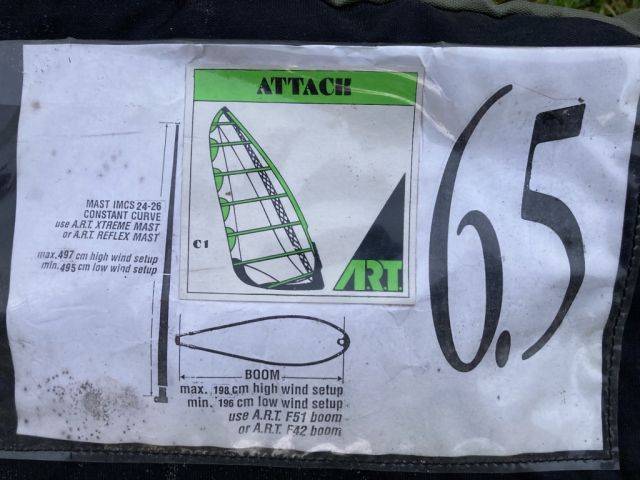 ATTACH
C1
A.R.T.
6.5
MAST IMCS 24-26
CONSTANT CURVE
use A.R.T. XTREME MAST
or A.R.T. REFLEX MAST
max. 497 cm high wind setup
min. 495 cm low wind setup
BOOM
max. 198 cm high wind setup
min. 196 cm low wind setup
use A.R.T. F51 boom
or A.R.T. F42 boom